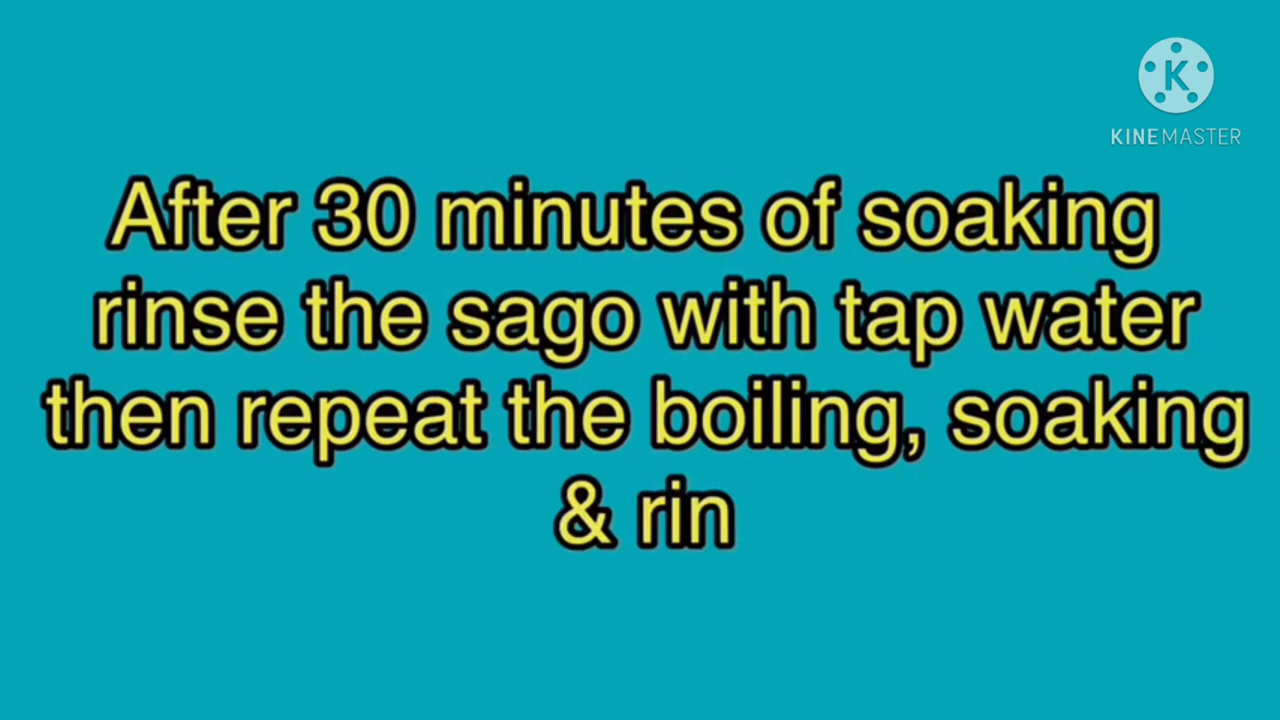 K
KINEMASTER
After 30 minutes of soaking
rinse the sago with tap water
then repeat the boiling, soaking
& rin